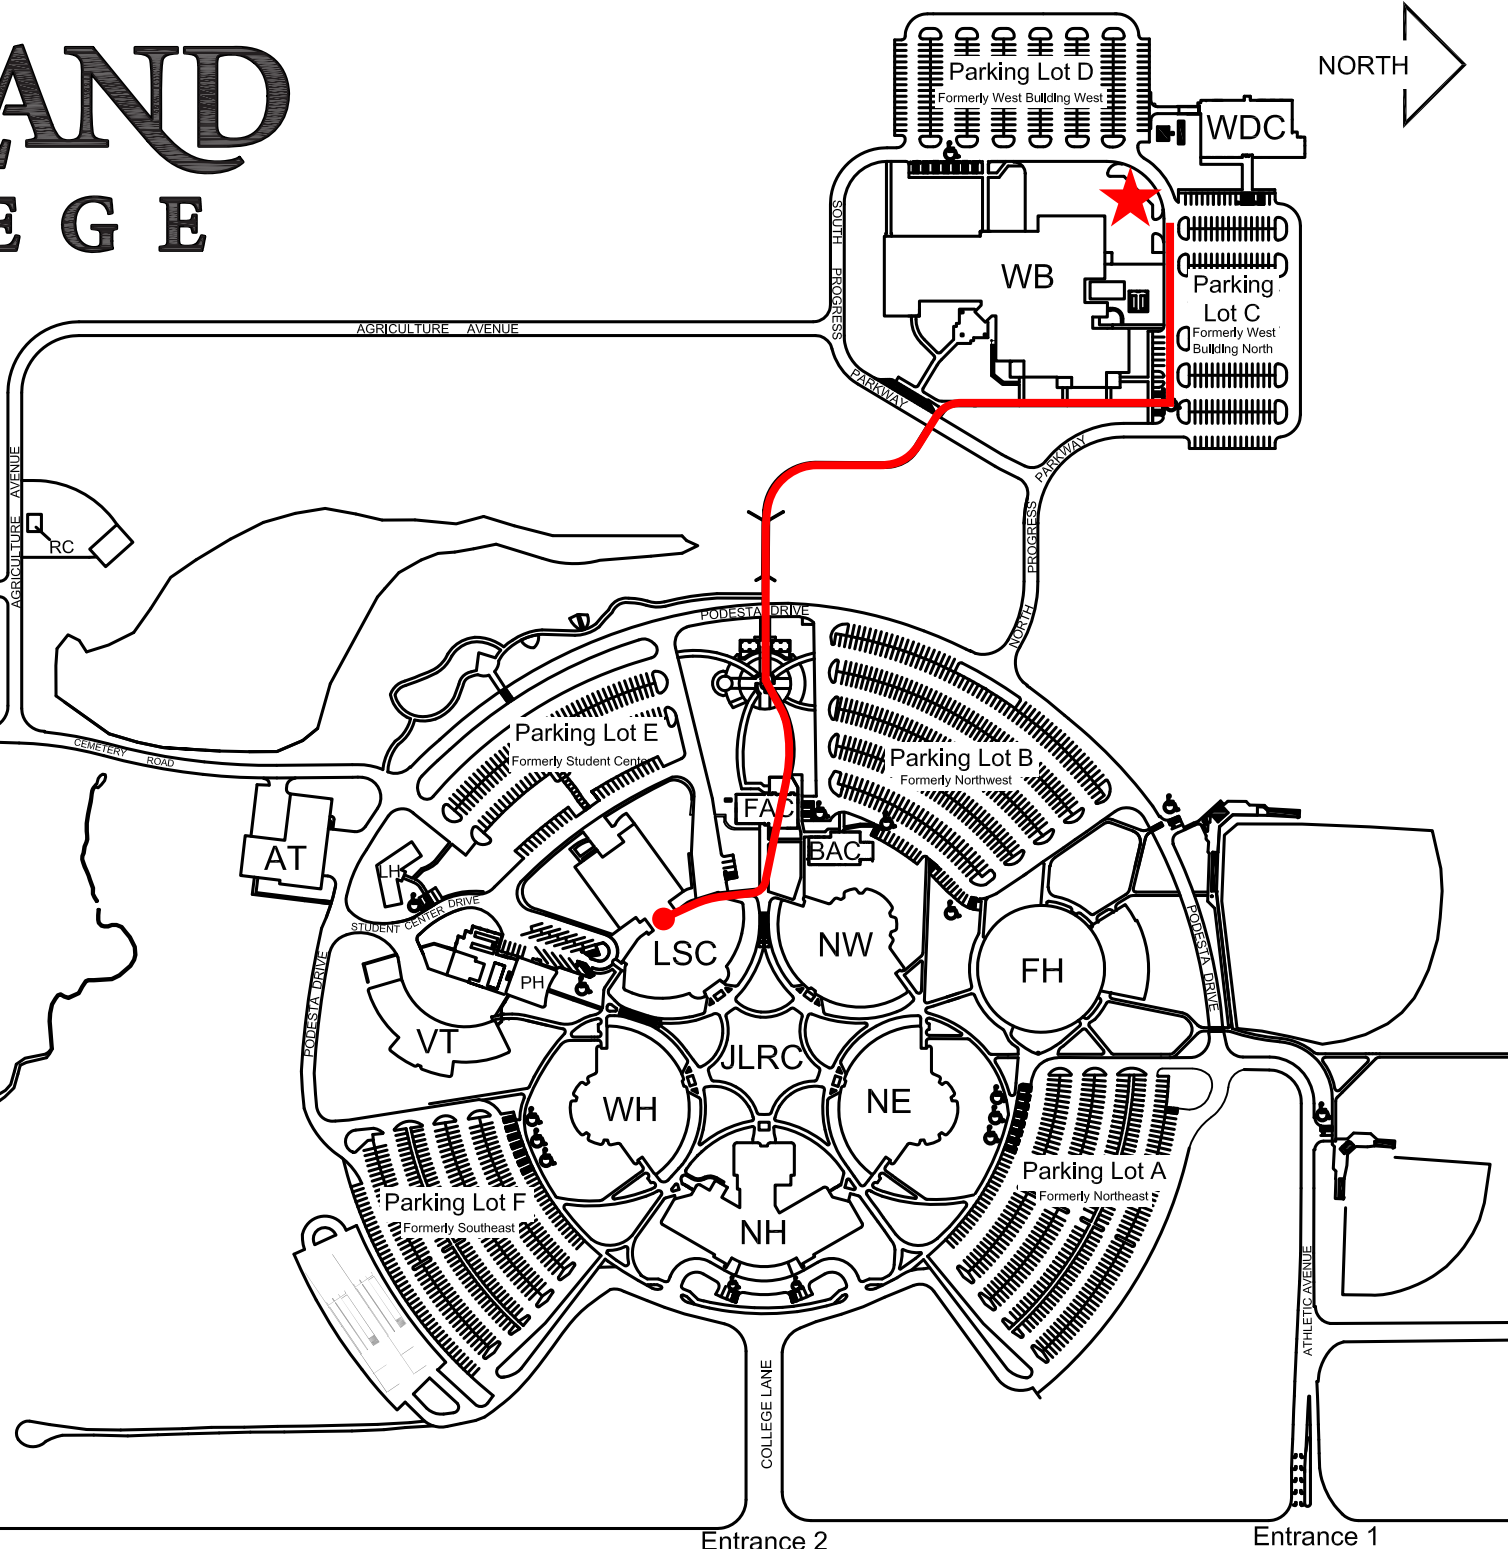 AND
EGE
NORTH
Parking Lot D
Formerly West Building West
WDC
SOUTH PROGRESS
WB
Parking
Lot C
Formerly West
Building North
AGRICULTURE AVENUE
PARKWAY
PARKWAY
AGRICULTURE AVENUE
RC
NORTH PROGRESS
PODESTA DRIVE
Parking Lot E
Formerly Student Cente
CEMETERY ROAD
Parking Lot B
Formerly Northwest
FAC
BAC
AT
LH
STUDENT CENTER DRIVE
LSC
NW
FH
PODESTA DRIVE
PH
PODESTA DRIVE
VT
JLRC
WH
NE
Parking Lot A
Formerly Northeast
Parking Lot F
Formerly Southeast
NH
ATHLETIC AVENUE
COLLEGE LANE
Entrance 2
Entrance 1